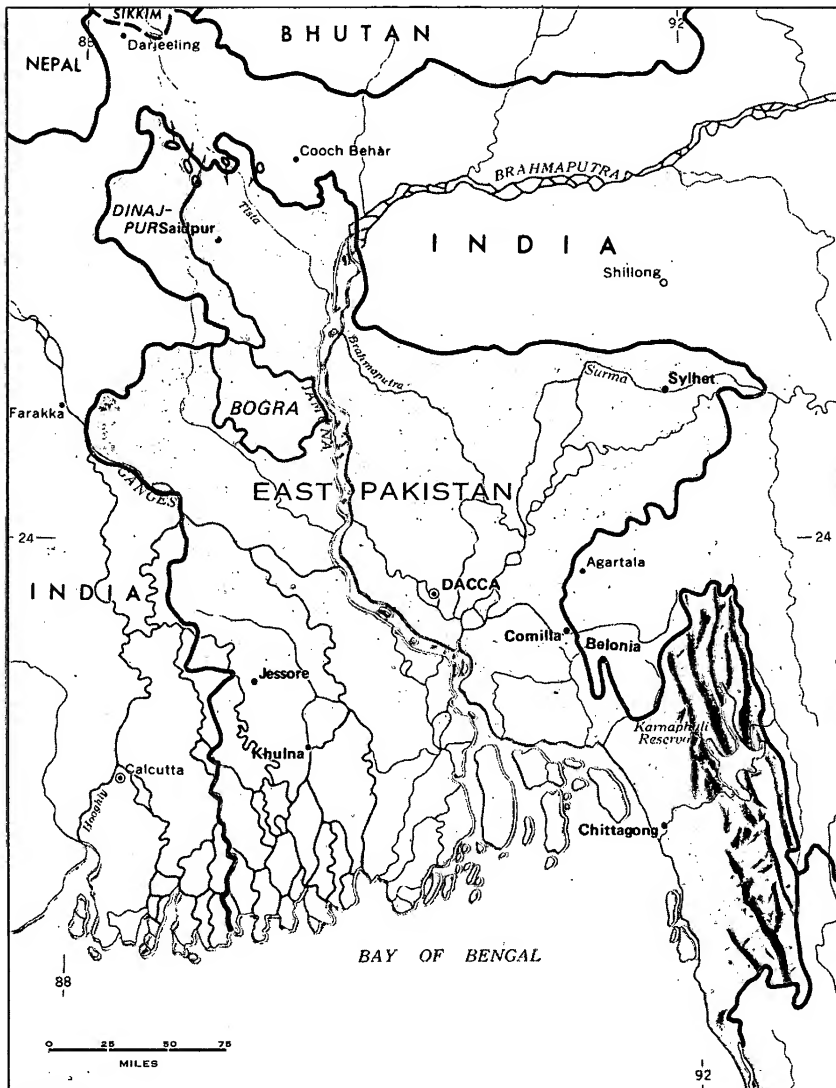 SIKKIM
88
Darjeeling
BHUTAN
92
NEPAL
Cooch Behar
BRAHMAPUTRA
DINAJ-
PUR
Saidpur
Tista
INDIA
Shillong
Brahmaputra
Surma
Sylhet
Farakka
BOGRA
JAMUNA
GANGES
EAST PAKISTAN
24
24
INDIA
Agartala
DACCA
Comilla
Belonia
Jessore
Karnaphuli
Khulna
Calcutta
Hooghly
Chittagong
BAY OF BENGAL
88
0 25 50 75
MILES
92